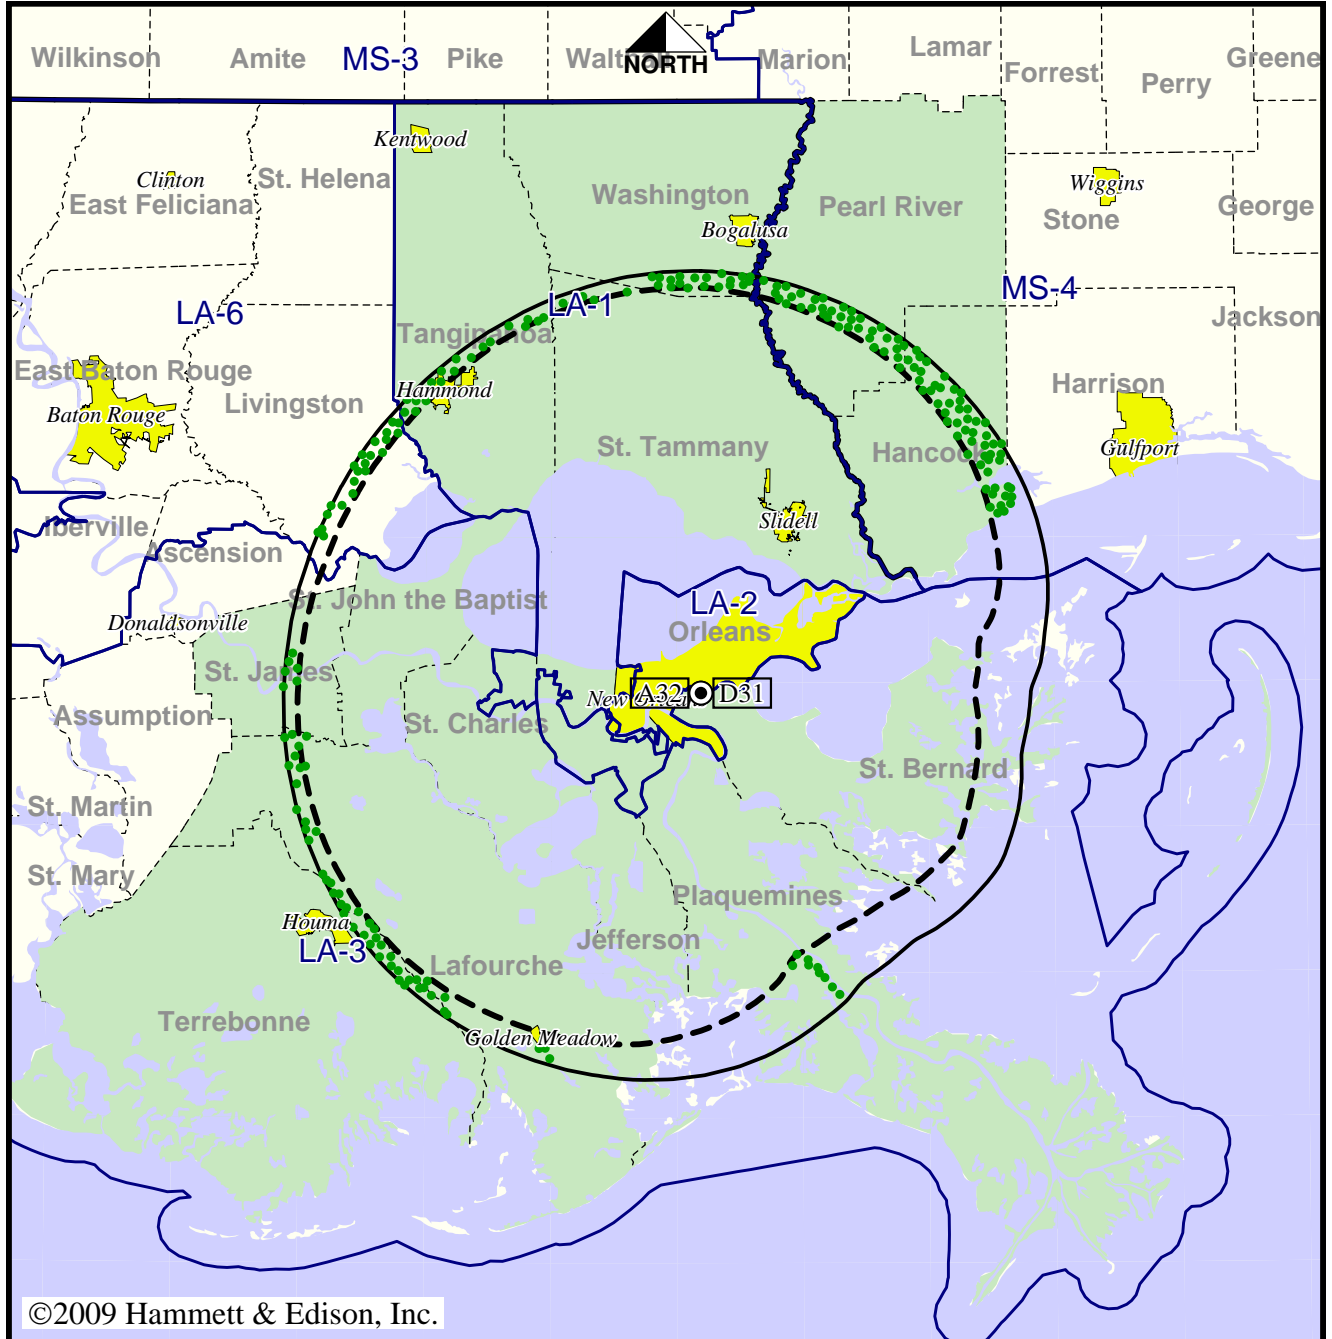 Wilkinson
Amite
MS-3
Pike
NORTH
Marion
Lamar
Forrest
Perry
Greene
Kentwood
Clinton
St. Helena
East Feliciana
Washington
Bogalusa
Pearl River
Wiggins
Stone
George
LA-6
LA-1
MS-4
Jackson
Tangipahoa
East Baton Rouge
Hammond
Livingston
Baton Rouge
Harrison
St. Tammany
Hancock
Gulfport
Slidell
Iberville
Ascension
St. John the Baptist
LA-2
Orleans
Donaldsonville
St. James
New
A32
D31
Assumption
St. Charles
St. Bernard
St. Martin
St. Mary
Plaquemines
Houma
LA-3
Jefferson
Lafourche
Terrebonne
Golden Meadow
©2009 Hammett & Edison, Inc.